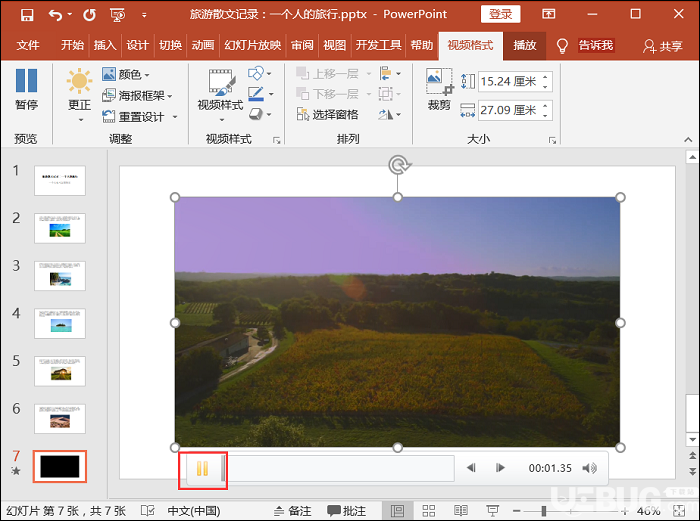 旅游散文记录：一个人的旅行.pptx - PowerPoint
登录
文件 开始 插入 设计 切换 动画 幻灯片放映 审阅 视图 开发工具 帮助 视频格式 播放 告诉我 共享
暂停
预览
更正
颜色
海报框架
重置设计
调整
视频样式
视频样式
上移一层
下移一层
选择窗格
排列
裁剪
15.24 厘米
27.09 厘米
大小
1
2
3
4
5
6
7
00:01.35
幻灯片 第 7 张，共 7 张 中文(中国) 备注 批注 46%